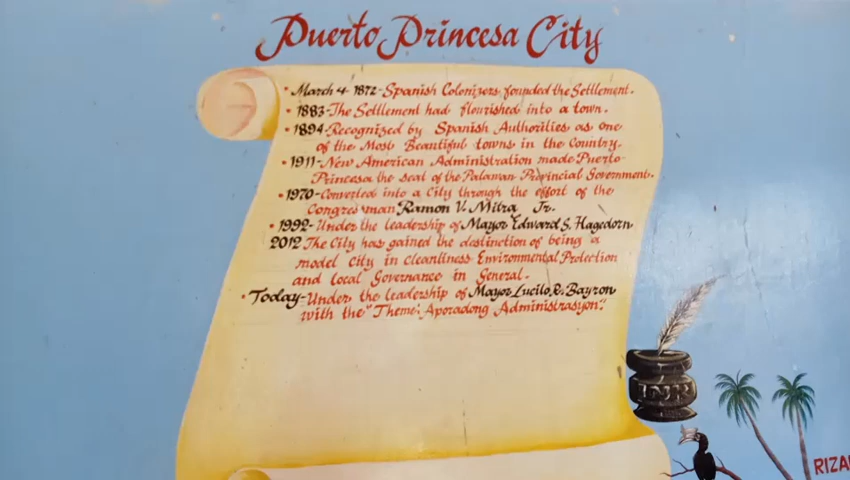 Puerto Princesa City
• March 4 1872-Spanish Colonizers founded the Settlement.
• 1883-The Settlement had flourished into a town.
• 1894-Recognized by Spanish Authorities as one
of the Most Beautiful towns in the Country.
• 1911-New American Administration made Puerto
Princesa the seat of the Palawan Provincial Government.
• 1970-Converted into a City through the effort of the
Congressman Ramon V. Mitra Jr.
• 1992-Under the leadership of Mayor Edward S. Hagedorn
2012 The City has gained the destinction of being a
model city in cleanliness Environmental Protection
and local Governance in General.
• Today-Under the leadership of Mayor Lucilo R. Bayron
with the "Theme: Aporadong Administrasyon".
INK
RIZA